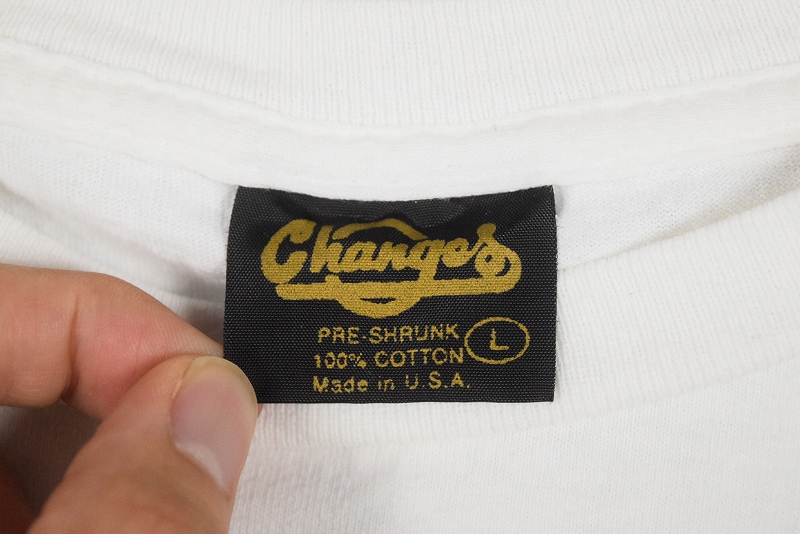 Changes
PRE-SHRUNK
100% COTTON
L
Made in U.S.A.